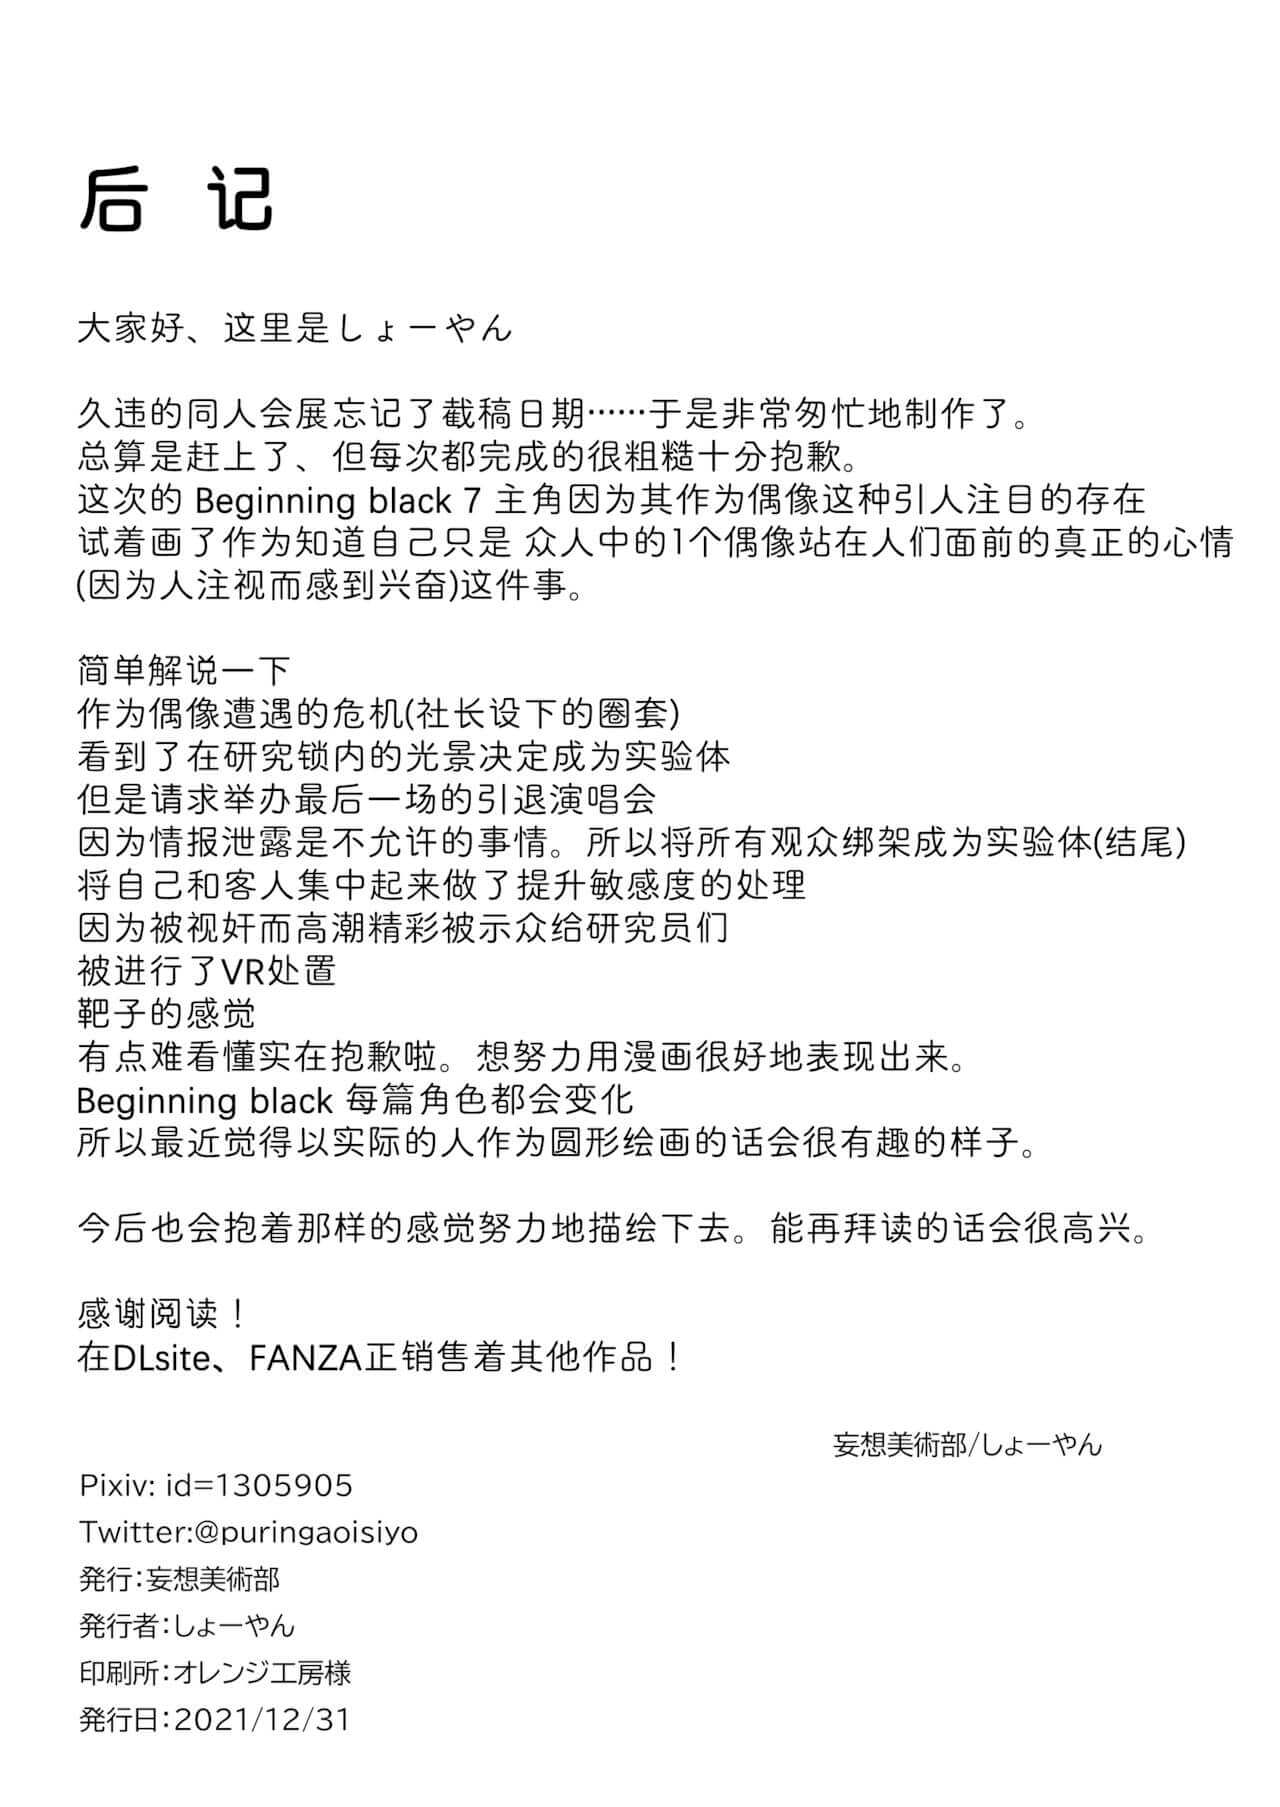 后 记
大家好、这里是しょーやん
久违的同人会展忘记了截稿日期……于是非常匆忙地制作了。
总算是赶上了、但每次都完成的很粗糙十分抱歉。
这次的 Beginning black 7 主角因为其作为偶像这种引人注目的存在
试着画了作为知道自己只是 众人中的1个偶像站在人们面前的真正的心情
(因为人注视而感到兴奋)这件事。
简单解说一下
作为偶像遭遇的危机(社长设下的圈套)
看到了在研究锁内的光景决定成为实验体
但是请求举办最后一场的引退演唱会
因为情报泄露是不允许的事情。所以将所有观众绑架成为实验体(结尾)
将自己和客人集中起来做了提升敏感度的处理
因为被视奸而高潮精彩被示众给研究员们
被进行了VR处置
靶子的感觉
有点难看懂实在抱歉啦。想努力用漫画很好地表现出来。
Beginning black 每篇角色都会变化
所以最近觉得以实际的人作为圆形绘画的话会很有趣的样子。
今后也会抱着那样的感觉努力地描绘下去。能再拜读的话会很高兴。
感谢阅读！
在DLsite、FANZA正销售着其他作品！
妄想美術部/しょーやん
Pixiv: id=1305905
Twitter:@puringaoisiyo
発行:妄想美術部
発行者:しょーやん
印刷所:オレンジ工房様
発行日:2021/12/31